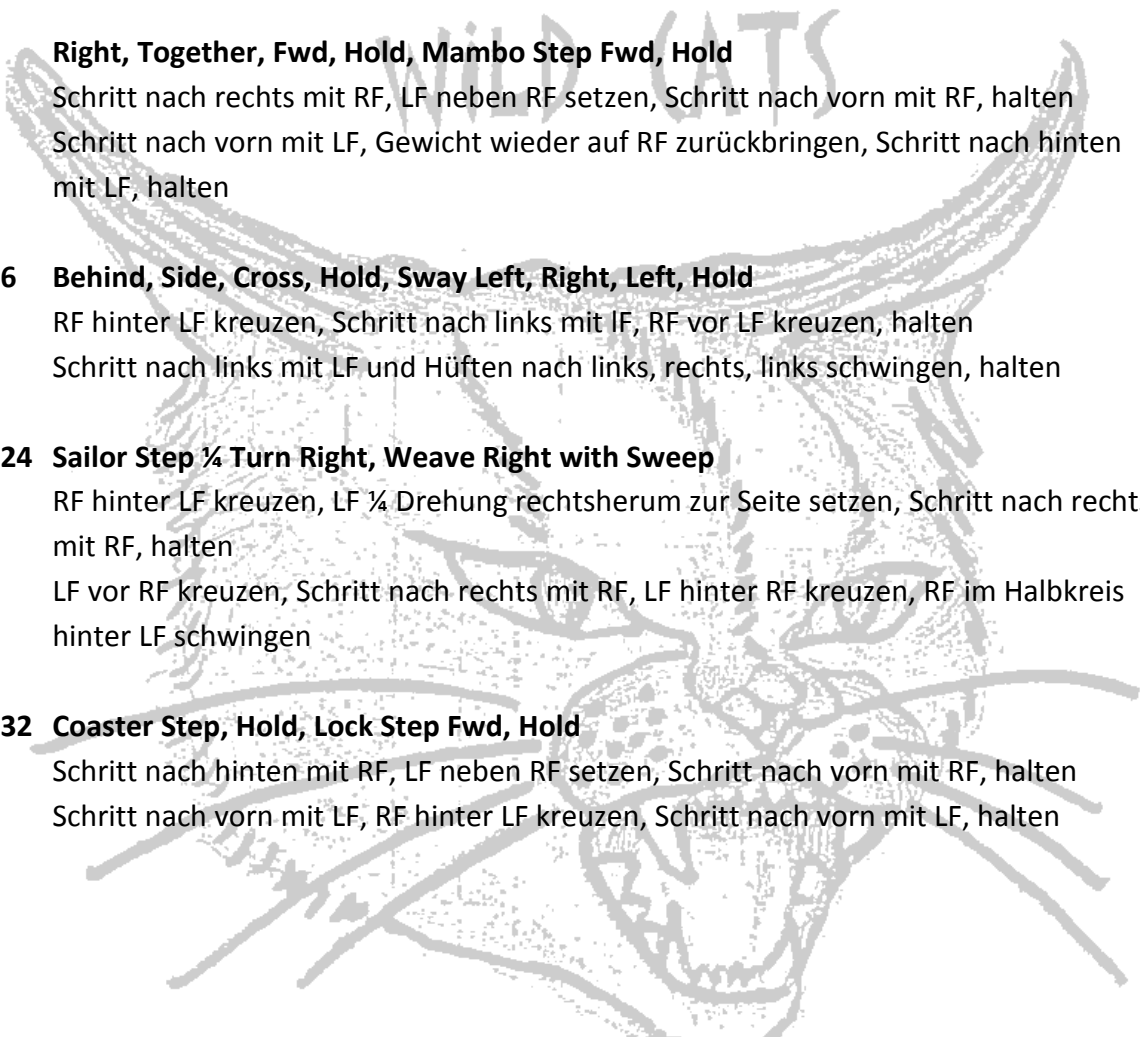 WiLD CATS
Right, Together, Fwd, Hold, Mambo Step Fwd, Hold
Schritt nach rechts mit RF, LF neben RF setzen, Schritt nach vorn mit RF, halten
Schritt nach vorn mit LF, Gewicht wieder auf RF zurückbringen, Schritt nach hinten
mit LF, halten
6 Behind, Side, Cross, Hold, Sway Left, Right, Left, Hold
RF hinter LF kreuzen, Schritt nach links mit lF, RF vor LF kreuzen, halten
Schritt nach links mit LF und Hüften nach links, rechts, links schwingen, halten
24 Sailor Step ¼ Turn Right, Weave Right with Sweep
RF hinter LF kreuzen, LF ¼ Drehung rechtsherum zur Seite setzen, Schritt nach recht
mit RF, halten
LF vor RF kreuzen, Schritt nach rechts mit RF, LF hinter RF kreuzen, RF im Halbkreis
hinter LF schwingen
32 Coaster Step, Hold, Lock Step Fwd, Hold
Schritt nach hinten mit RF, LF neben RF setzen, Schritt nach vorn mit RF, halten
Schritt nach vorn mit LF, RF hinter LF kreuzen, Schritt nach vorn mit LF, halten